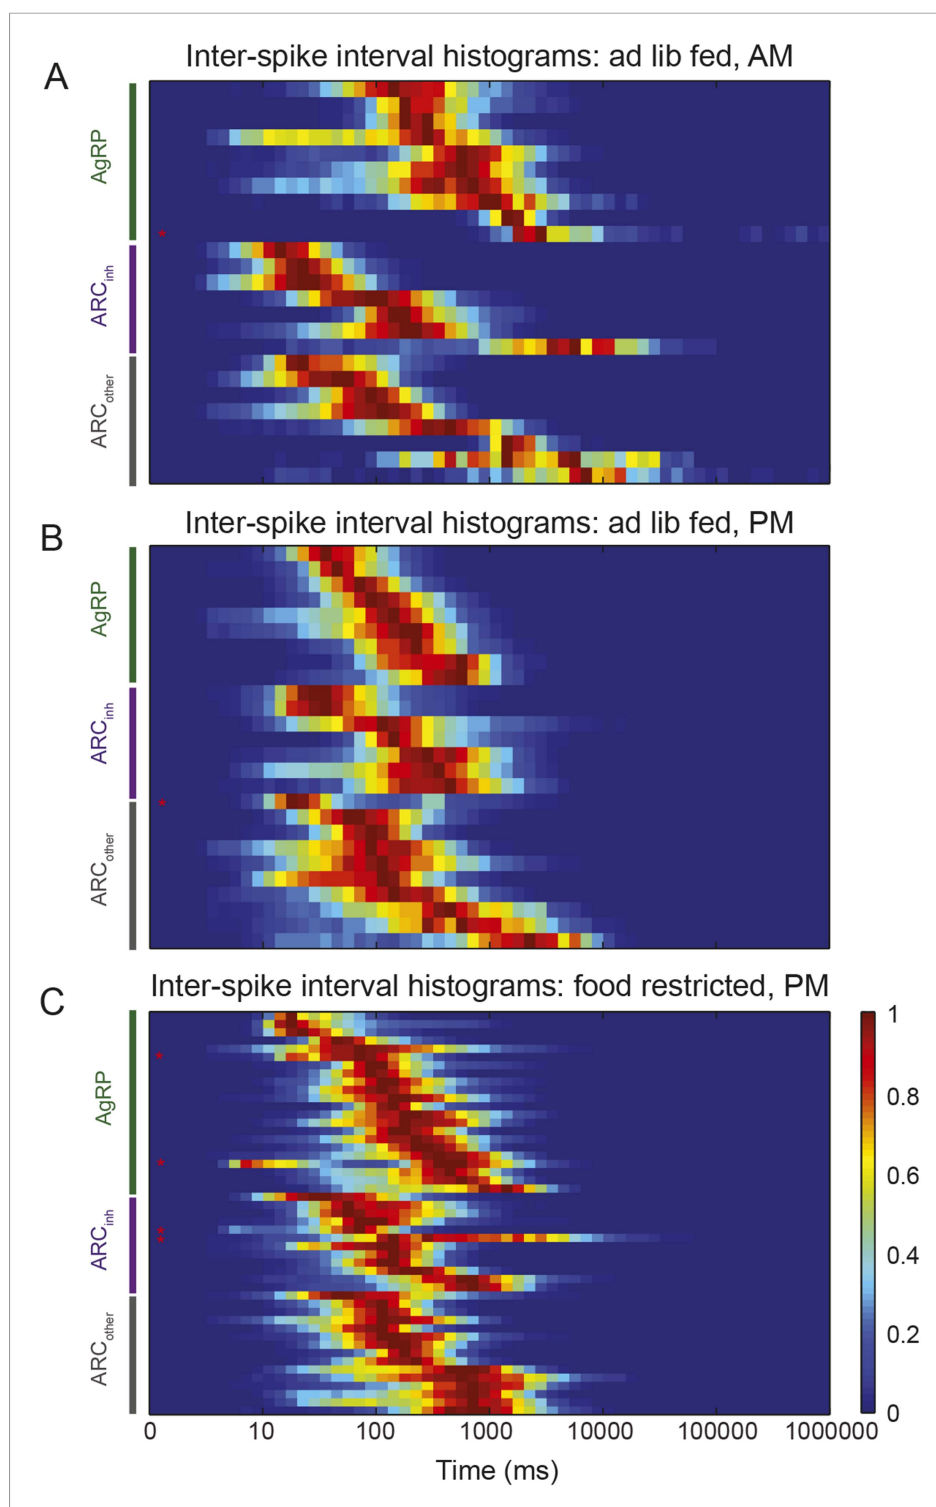 A
Inter-spike interval histograms: ad lib fed, AM
AgRP
*
ARCinh
ARCother
B
Inter-spike interval histograms: ad lib fed, PM
AgRP
ARCinh
*
ARCother
C
Inter-spike interval histograms: food restricted, PM
AgRP
*
*
ARCinh
*
*
ARCother
1
0.8
0.6
0.4
0.2
0
0 10 100 1000 10000 100000 1000000
Time (ms)